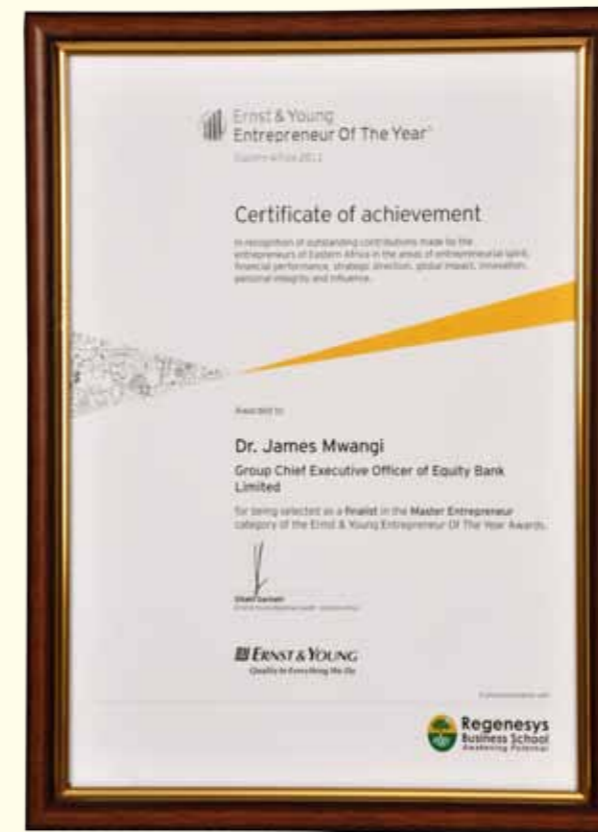 Ernst & Young
Entrepreneur Of The Year
Eastern Africa 2011
Certificate of achievement
In recognition of outstanding contributions made by the
entrepreneurs of Eastern Africa in the areas of entrepreneurial spirit,
financial performance, strategic direction, global impact, innovation,
personal integrity and influence.
Awarded to
Dr. James Mwangi
Group Chief Executive Officer of Equity Bank
Limited
for being selected as a finalist in the Master Entrepreneur
category of the Ernst & Young Entrepreneur Of The Year Awards.
ERNST & YOUNG
Quality In Everything We Do
Regenesys
Business School
Awakening Potential